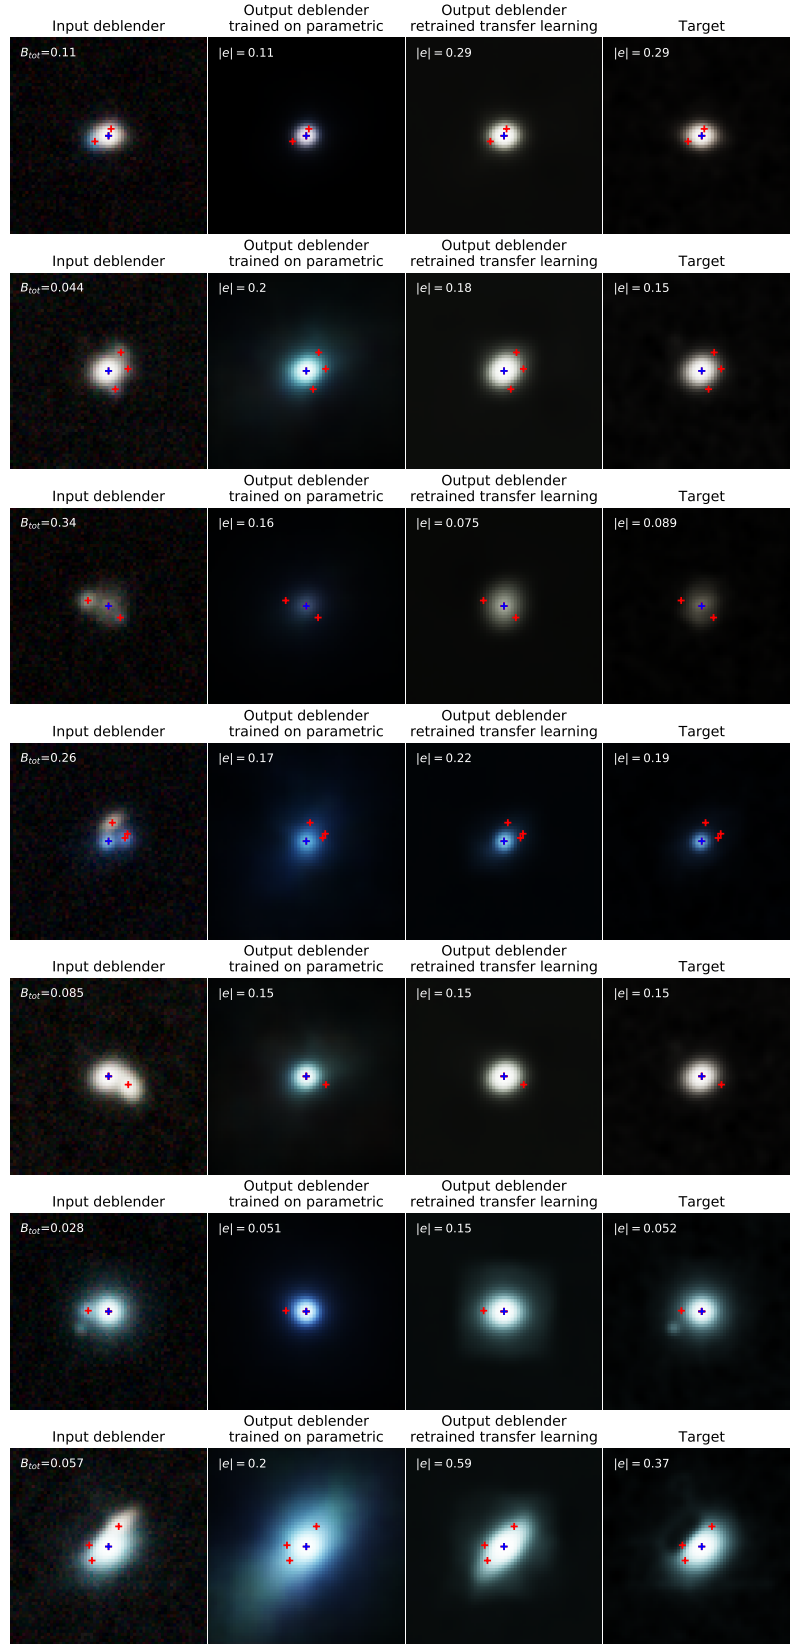 Input deblender
Output deblender
trained on parametric
Output deblender
retrained transfer learning
Target
B_tot=0.11
|e| = 0.11
|e| = 0.29
|e| = 0.29
Input deblender
Output deblender
trained on parametric
Output deblender
retrained transfer learning
Target
B_tot=0.044
|e| = 0.2
|e| = 0.18
|e| = 0.15
Input deblender
Output deblender
trained on parametric
Output deblender
retrained transfer learning
Target
B_tot=0.34
|e| = 0.16
|e| = 0.075
|e| = 0.089
Input deblender
Output deblender
trained on parametric
Output deblender
retrained transfer learning
Target
B_tot=0.26
|e| = 0.17
|e| = 0.22
|e| = 0.19
Input deblender
Output deblender
trained on parametric
Output deblender
retrained transfer learning
Target
B_tot=0.085
|e| = 0.15
|e| = 0.15
|e| = 0.15
Input deblender
Output deblender
trained on parametric
Output deblender
retrained transfer learning
Target
B_tot=0.028
|e| = 0.051
|e| = 0.15
|e| = 0.052
Input deblender
Output deblender
trained on parametric
Output deblender
retrained transfer learning
Target
B_tot=0.057
|e| = 0.2
|e| = 0.59
|e| = 0.37